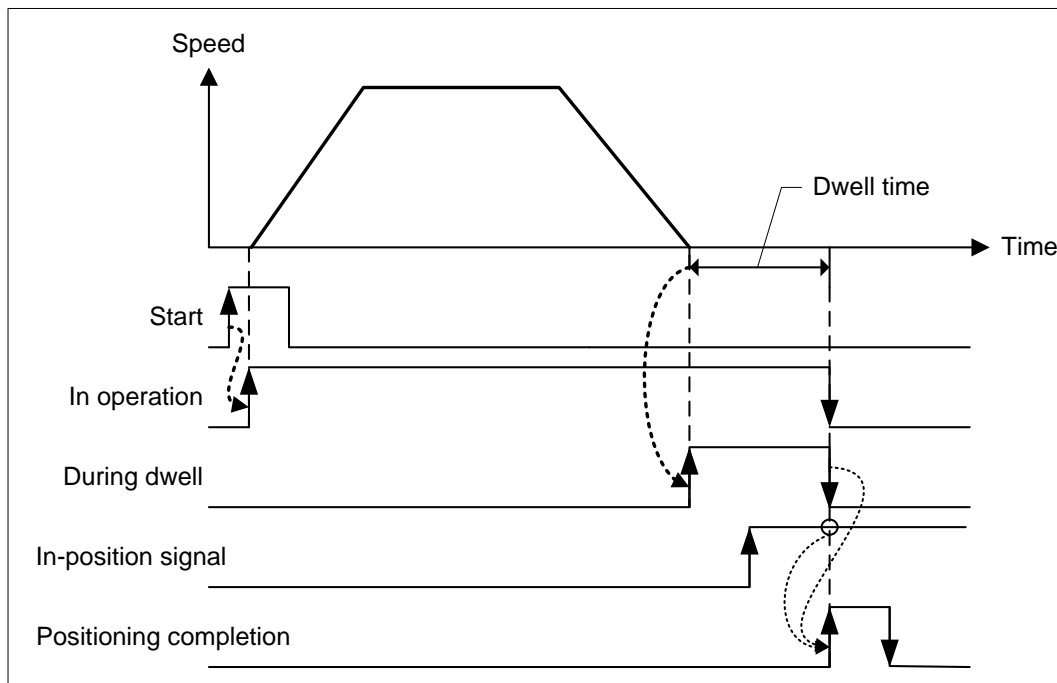 Speed
Dwell time
Time
Start
In operation
During dwell
In-position signal
Positioning completion